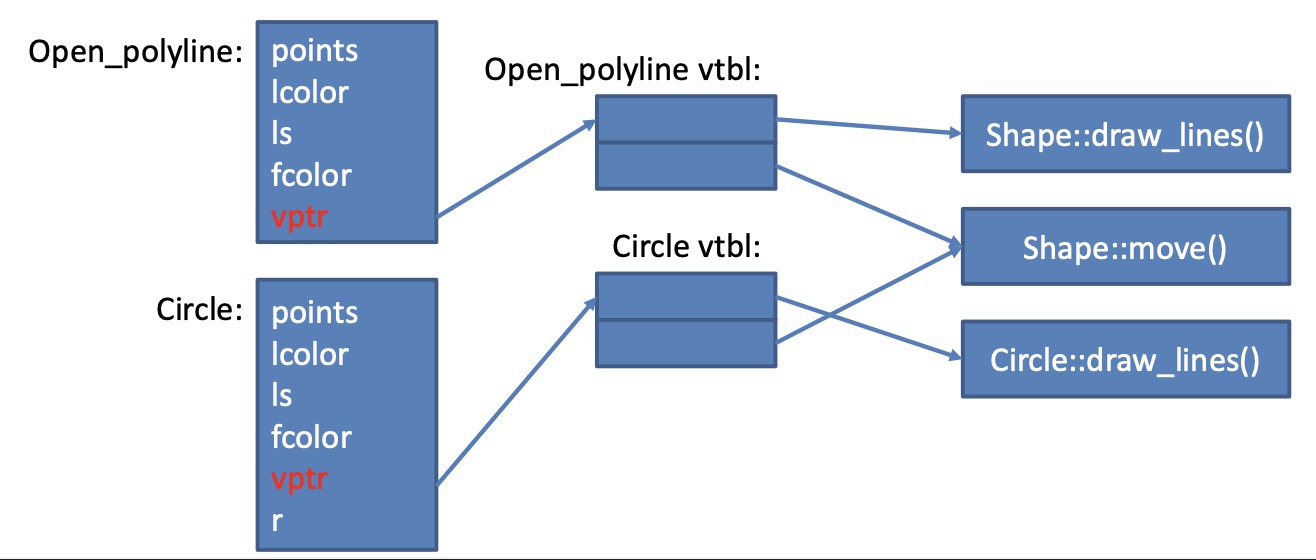 Open_polyline:
points
lcolor
ls
fcolor
vptr
Open_polyline vtbl:
Shape::draw_lines()
Shape::move()
Circle vtbl:
Circle::draw_lines()
Circle:
points
lcolor
ls
fcolor
vptr
r